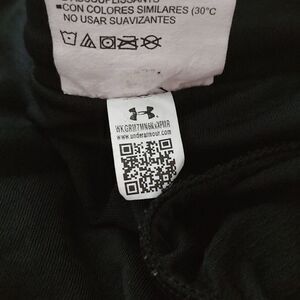 ■CON COLORES SIMILARES (30°C
NO USAR SUAVIZANTES
www.underarmour.com